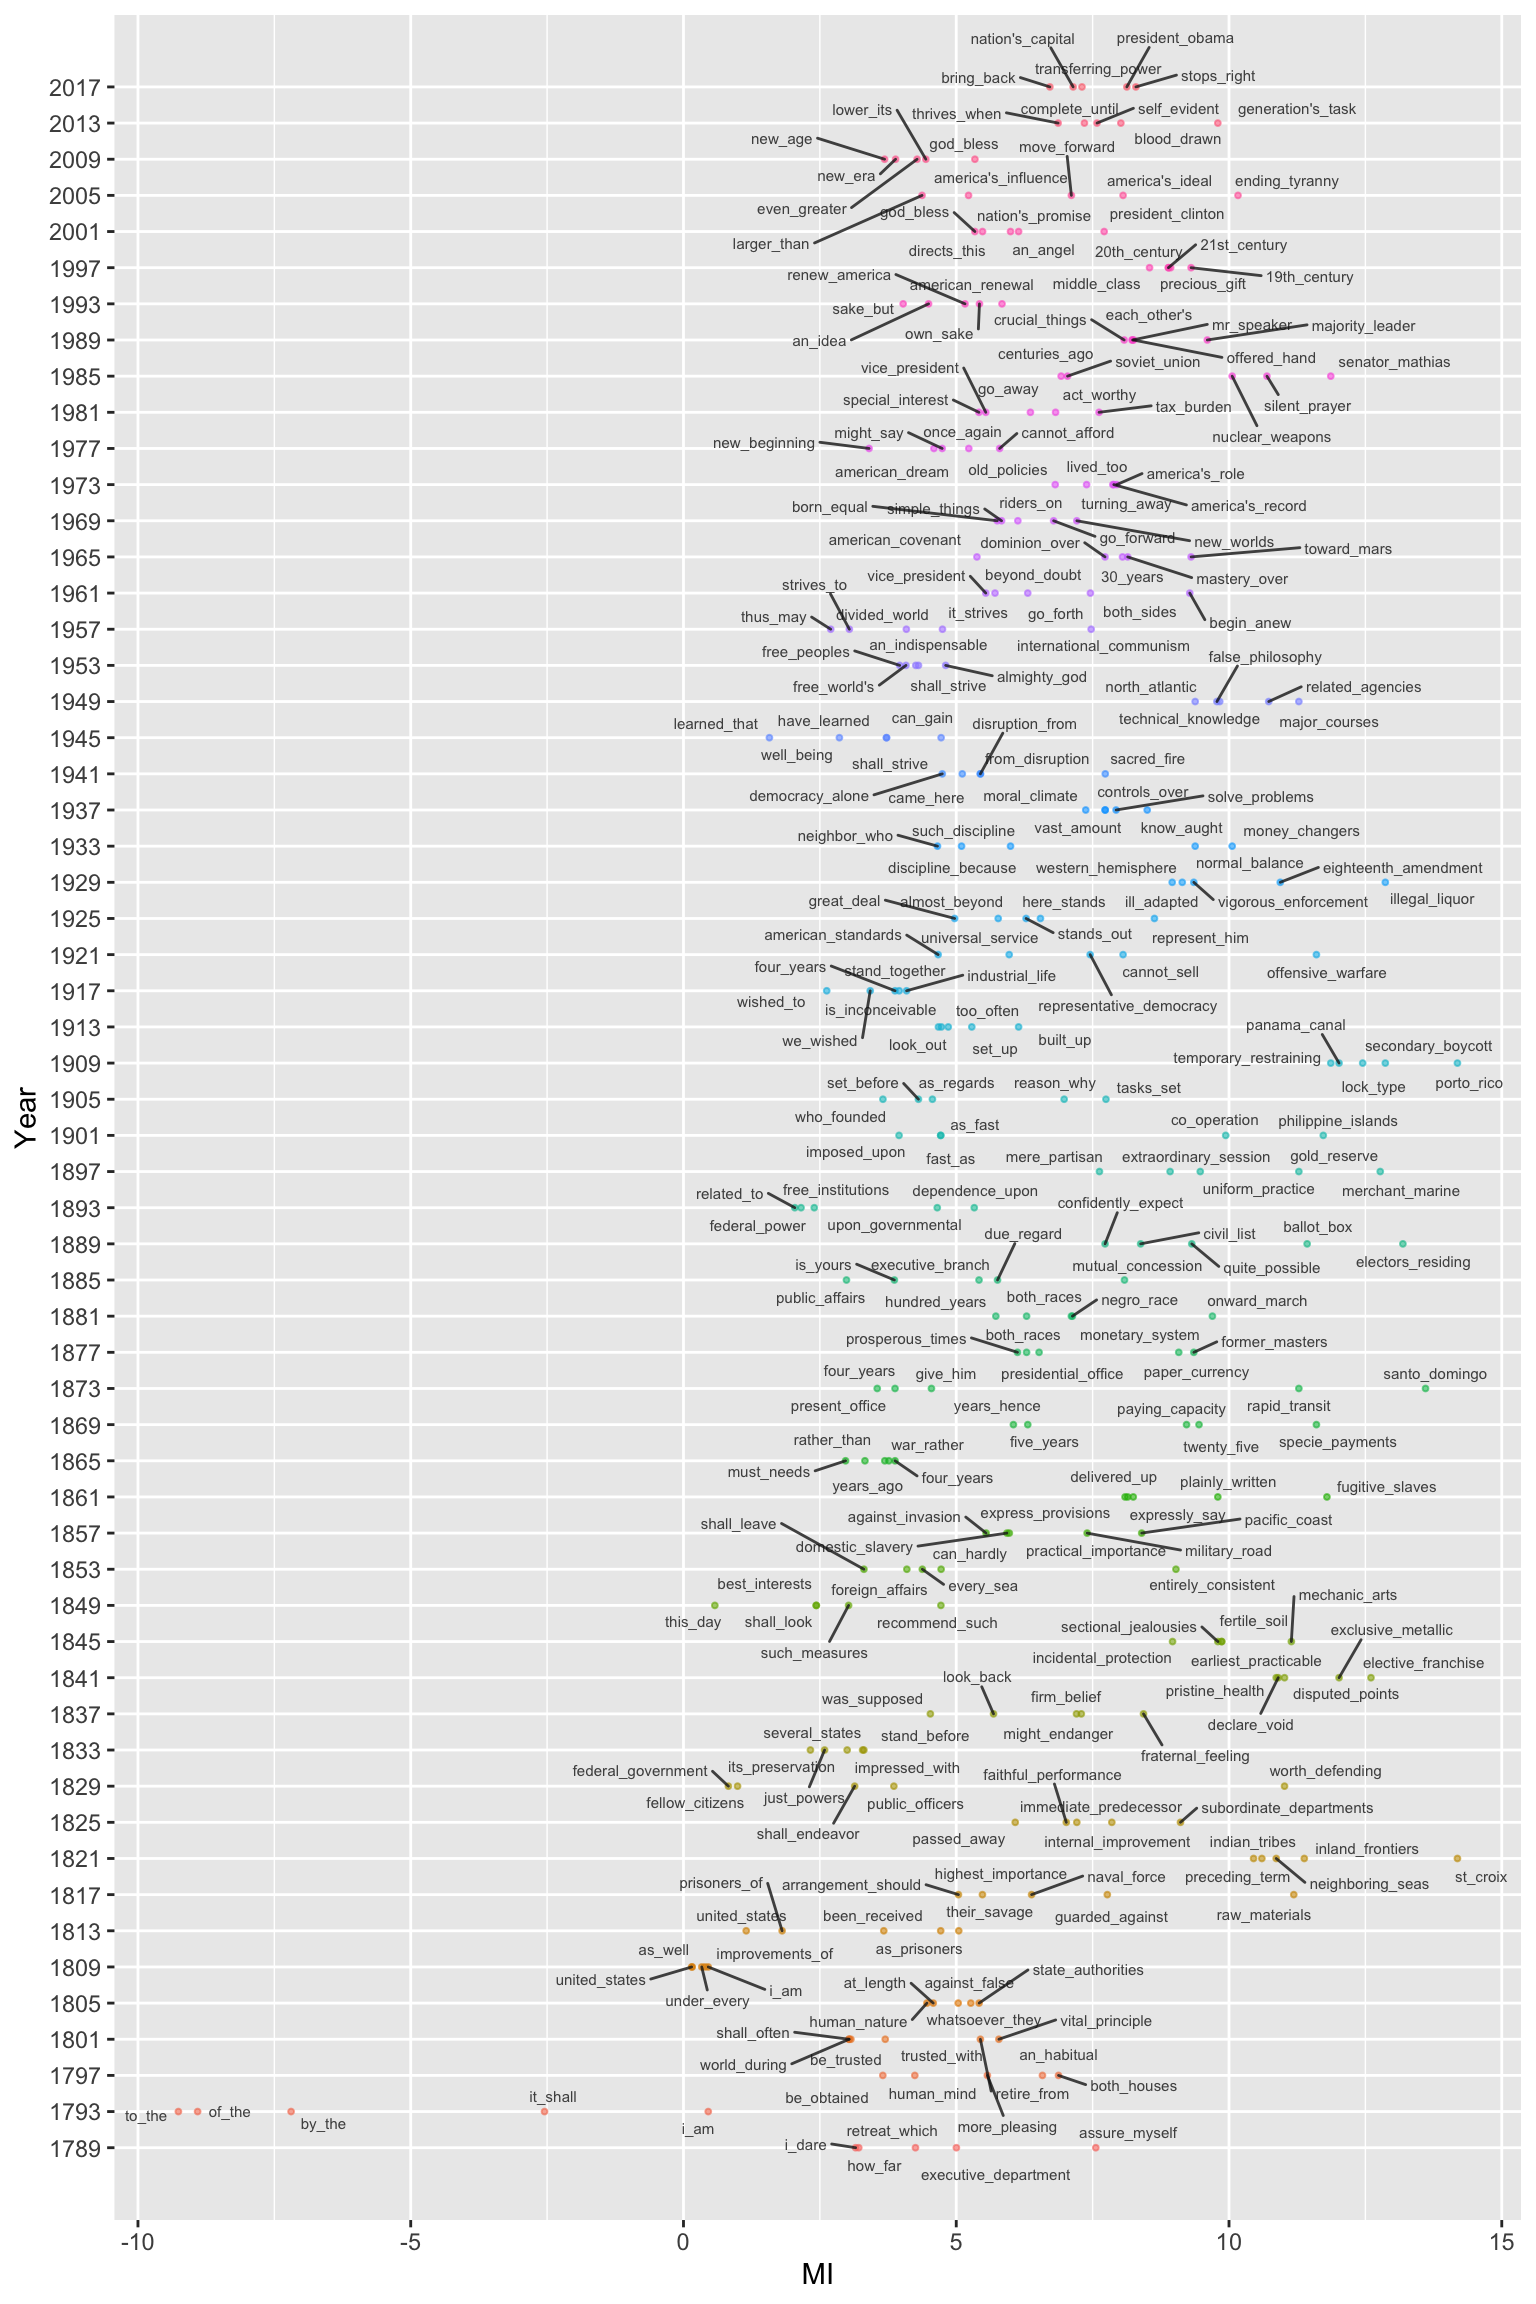 nation's_capital president_obama
transferring_power
2017 bring_back stops_right
lower_its thrives_when complete_until self_evident generation's_task
2013
new_age god_bless move_forward blood_drawn
2009
new_era america's_influence america's_ideal ending_tyranny
2005
even_greater god_bless nation's_promise president_clinton
2001
larger_than directs_this an_angel 20th_century 21st_century
1997
renew_america american_renewal middle_class precious_gift 19th_century
1993
sake_but own_sake crucial_things each_other's mr_speaker majority_leader
1989
an_idea centuries_ago offered_hand
vice_president soviet_union senator_mathias
1985
special_interest go_away act_worthy tax_burden silent_prayer
1981
new_beginning might_say once_again cannot_afford nuclear_weapons
1977
american_dream old_policies lived_too america's_role
1973
born_equal simple_things riders_on turning_away america's_record
1969
american_covenant dominion_over go_forward new_worlds toward_mars
1965
strives_to vice_president beyond_doubt 30_years mastery_over
1961
thus_may divided_world it_strives go_forth both_sides begin_anew
1957
free_peoples an_indispensable international_communism false_philosophy
1953
free_world's shall_strive almighty_god north_atlantic related_agencies
1949
learned_that have_learned can_gain disruption_from technical_knowledge major_courses
1945
well_being shall_strive from_disruption sacred_fire
1941
democracy_alone came_here moral_climate controls_over solve_problems
1937
neighbor_who such_discipline vast_amount know_aught money_changers
1933
discipline_because western_hemisphere normal_balance eighteenth_amendment
1929
great_deal almost_beyond here_stands ill_adapted vigorous_enforcement illegal_liquor
1925
american_standards universal_service stands_out represent_him
1921
four_years stand_together industrial_life cannot_sell offensive_warfare
1917
wished_to is_inconceivable too_often representative_democracy panama_canal
1913
we_wished look_out set_up built_up temporary_restraining secondary_boycott
1909
set_before as_regards reason_why tasks_set lock_type porto_rico
1905
who_founded as_fast co_operation philippine_islands
1901
imposed_upon fast_as mere_partisan extraordinary_session gold_reserve
1897
related_to free_institutions dependence_upon confidently_expect uniform_practice merchant_marine
1893
federal_power upon_governmental due_regard civil_list ballot_box
1889
is_yours executive_branch mutual_concession quite_possible electors_residing
1885
public_affairs hundred_years both_races negro_race onward_march
1881
prosperous_times both_races monetary_system former_masters
1877
four_years give_him presidential_office paper_currency santo_domingo
1873
present_office years_hence paying_capacity rapid_transit
1869
rather_than war_rather five_years twenty_five specie_payments
1865
must_needs years_ago four_years delivered_up plainly_written fugitive_slaves
1861
shall_leave against_invasion express_provisions expressly_say pacific_coast
1857
domestic_slavery can_hardly practical_importance military_road
1853
best_interests foreign_affairs every_sea entirely_consistent mechanic_arts
1849
this_day shall_look recommend_such sectional_jealousies fertile_soil exclusive_metallic
1845
such_measures incidental_protection earliest_practicable elective_franchise
1841
look_back pristine_health disputed_points
was_supposed firm_belief declare_void
1837
several_states stand_before might_endanger fraternal_feeling
1833
federal_government its_preservation impressed_with faithful_performance worth_defending
1829
fellow_citizens just_powers public_officers immediate_predecessor subordinate_departments
1825
shall_endeavor passed_away internal_improvement indian_tribes inland_frontiers
1821
prisoners_of arrangement_should highest_importance naval_force preceding_term neighboring_seas st_croix
1817
united_states been_received their_savage guarded_against raw_materials
1813
as_well improvements_of as_prisoners state_authorities
1809
united_states under_every i_am at_length against_false
1805
shall_often human_nature whatsoever_they vital_principle
1801
world_during be_trusted trusted_with an_habitual both_houses
1797
it_shall be_obtained human_mind retire_from
1793
to_the of_the by_the i_am more_pleasing
i_dare retreat_which assure_myself
1789
how_far executive_department
-10 -5 0 5 10 15
MI
Year